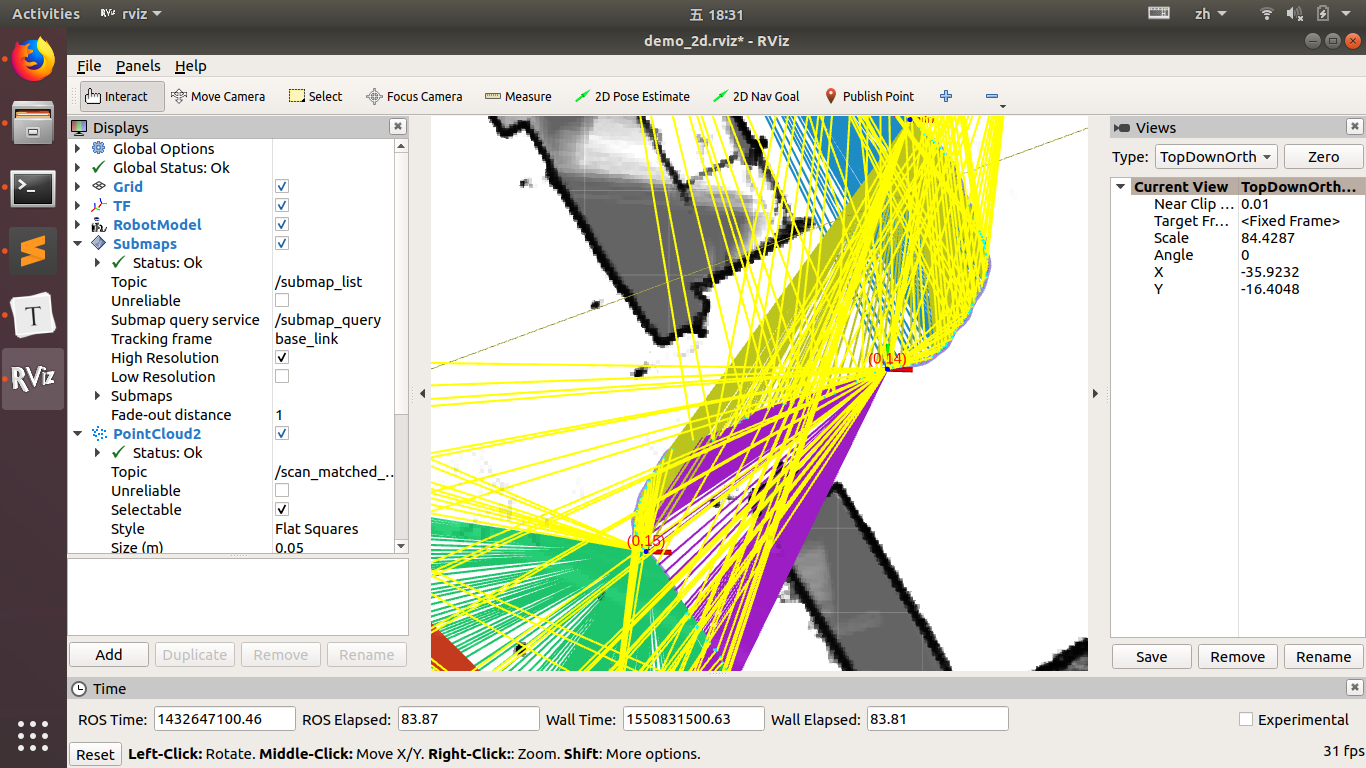 Activities rviz 五 18:31 zh
demo_2d.rviz* - RViz
File Panels Help
Interact Move Camera Select Focus Camera Measure 2D Pose Estimate 2D Nav Goal Publish Point
Displays
Global Options
Global Status: Ok
Grid
TF
RobotModel
Submaps
Status: Ok
Topic /submap_list
Unreliable
Submap query service /submap_query
Tracking frame base_link
High Resolution
Low Resolution
Submaps
Fade-out distance 1
PointCloud2
Status: Ok
Topic /scan_matched_...
Unreliable
Selectable
Style Flat Squares
Size (m) 0.05
Add Duplicate Remove Rename
(0,14)
(0,15)
Views
Type: TopDownOrth Zero
Current View TopDownOrth...
Near Clip ... 0.01
Target Fr... <Fixed Frame>
Scale 84.4287
Angle 0
X -35.9232
Y -16.4048
Save Remove Rename
Time
ROS Time: 1432647100.46 ROS Elapsed: 83.87 Wall Time: 1550831500.63 Wall Elapsed: 83.81 Experimental
Reset Left-Click: Rotate. Middle-Click: Move X/Y. Right-Click:: Zoom. Shift: More options. 31 fps
RViz
T